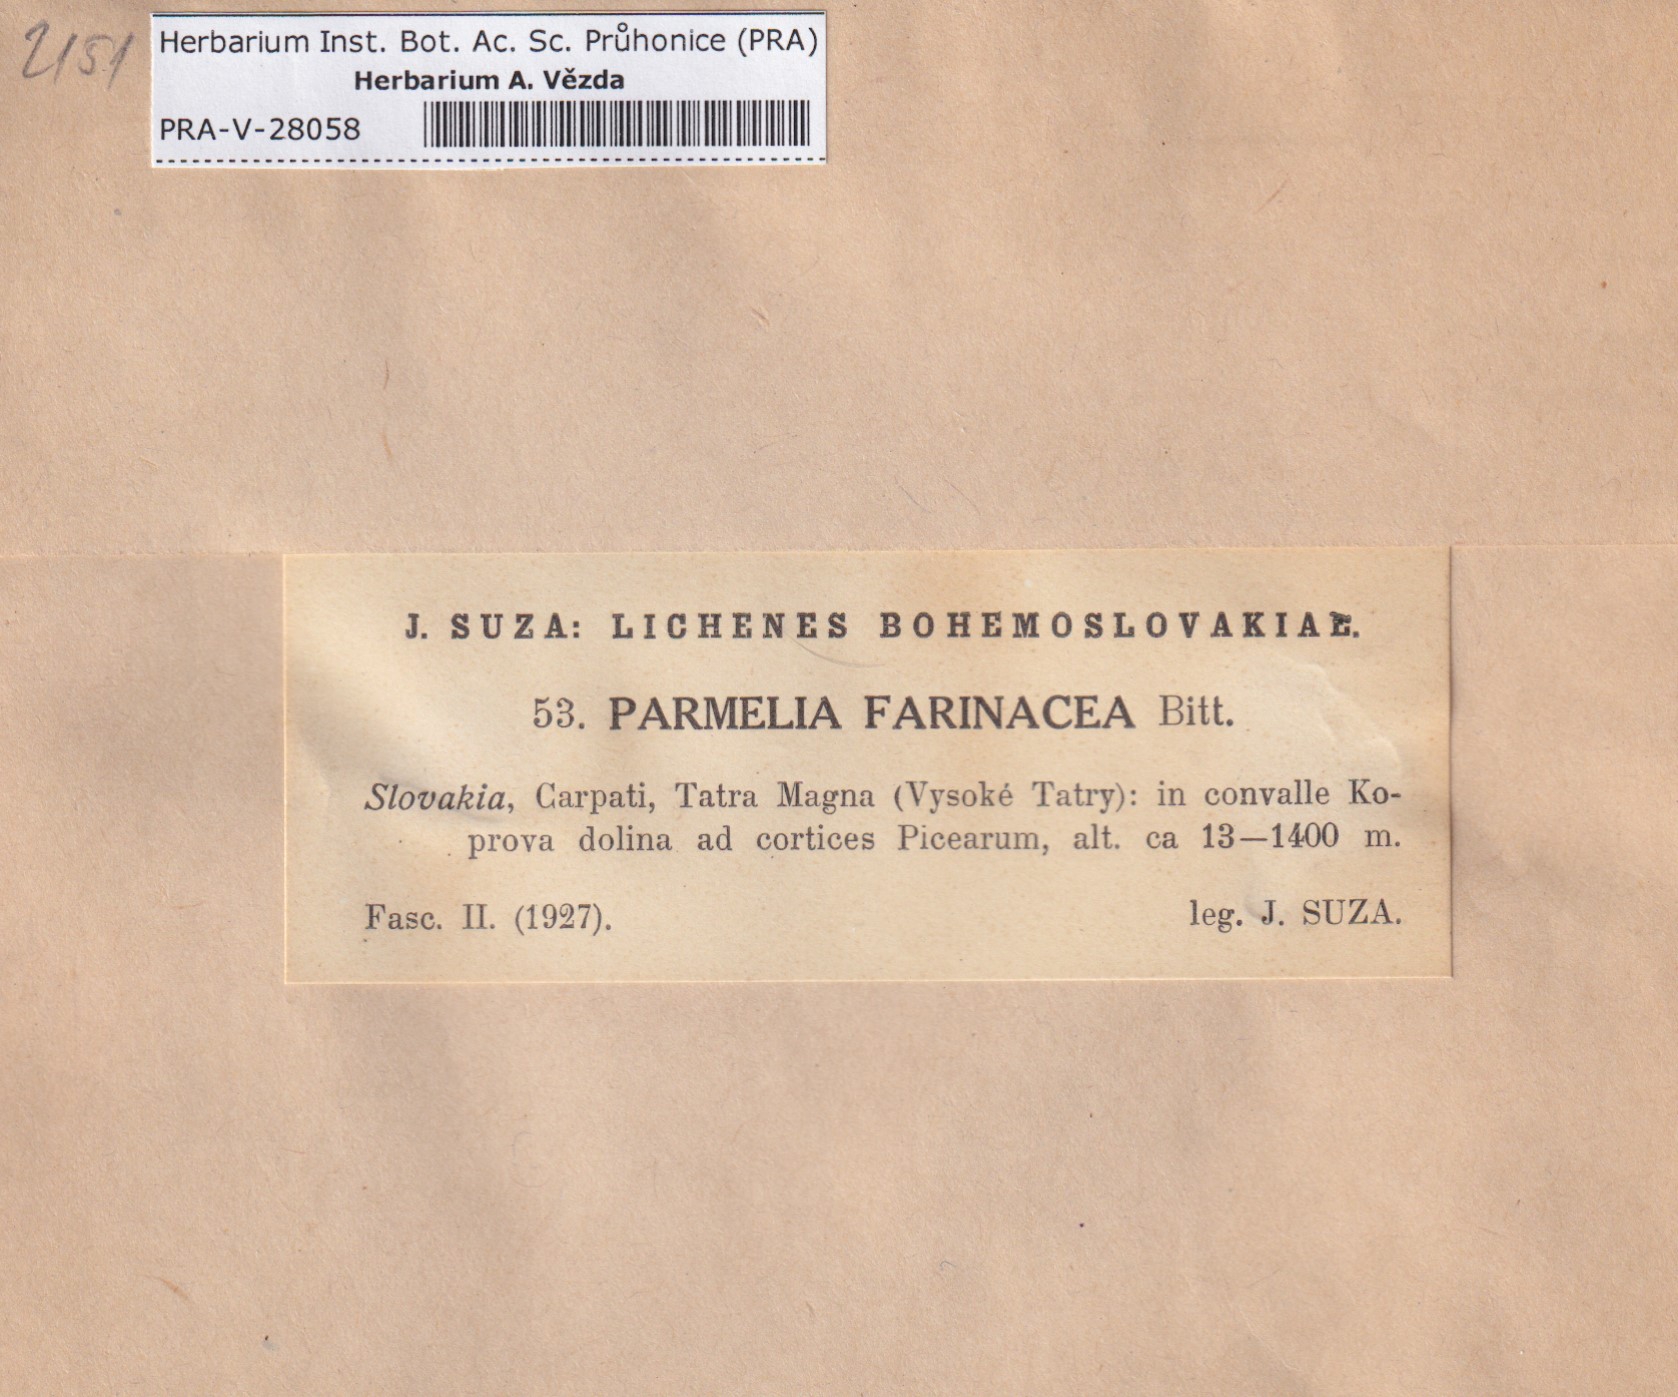 2151
Herbarium Inst. Bot. Ac. Sc. Průhonice (PRA)
Herbarium A. Vězda
PRA-V-28058
J. SUZA: LICHENES BOHEMOSLOVAKIAE.
53. PARMELIA FARINACEA Bitt.
Slovakia, Carpati, Tatra Magna (Vysoké Tatry): in convalle Ko-
prova dolina ad cortices Picearum, alt. ca 13—1400 m.
Fasc. II. (1927). leg. J. SUZA.